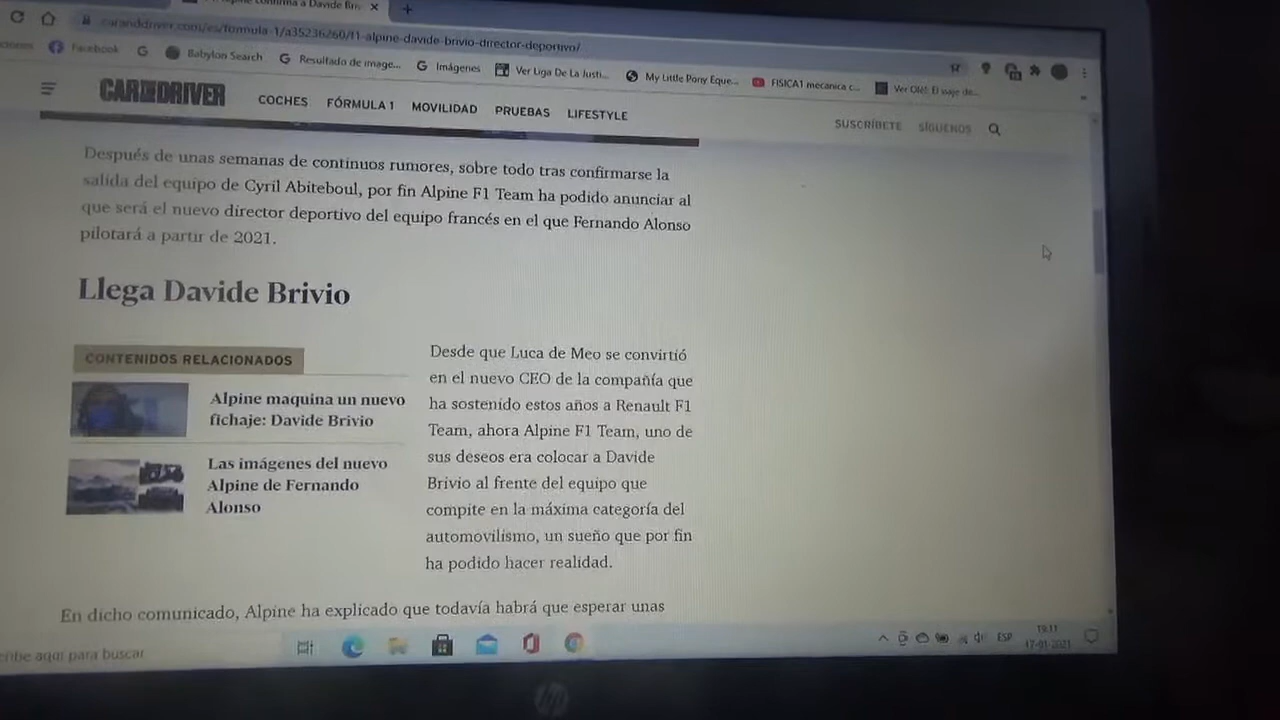 Alpine confirma a Davide Briv
caranddriver.com/es/formula-1/a35236260/f1-alpine-davide-brivio-director-deportivo/
Facebook
Babylon Search
Resultado de image...
Imágenes
Ver Liga De La Justi...
My Little Pony Eque...
FISICA1 mecanica c...
Ver Olé!. El viaje de...
CAR AND DRIVER
COCHES FÓRMULA 1 MOVILIDAD PRUEBAS LIFESTYLE
SUSCRÍBETE SÍGUENOS
Después de unas semanas de continuos rumores, sobre todo tras confirmarse la
salida del equipo de Cyril Abiteboul, por fin Alpine F1 Team ha podido anunciar al
que será el nuevo director deportivo del equipo francés en el que Fernando Alonso
pilotará a partir de 2021.
Llega Davide Brivio
CONTENIDOS RELACIONADOS
Alpine maquina un nuevo
fichaje: Davide Brivio
Las imágenes del nuevo
Alpine de Fernando
Alonso
Desde que Luca de Meo se convirtió
en el nuevo CEO de la compañía que
ha sostenido estos años a Renault F1
Team, ahora Alpine F1 Team, uno de
sus deseos era colocar a Davide
Brivio al frente del equipo que
compite en la máxima categoría del
automovilismo, un sueño que por fin
ha podido hacer realidad.
En dicho comunicado, Alpine ha explicado que todavía habrá que esperar unas
cribe aquí para buscar
ESP
19:11
17-01-2021
hp